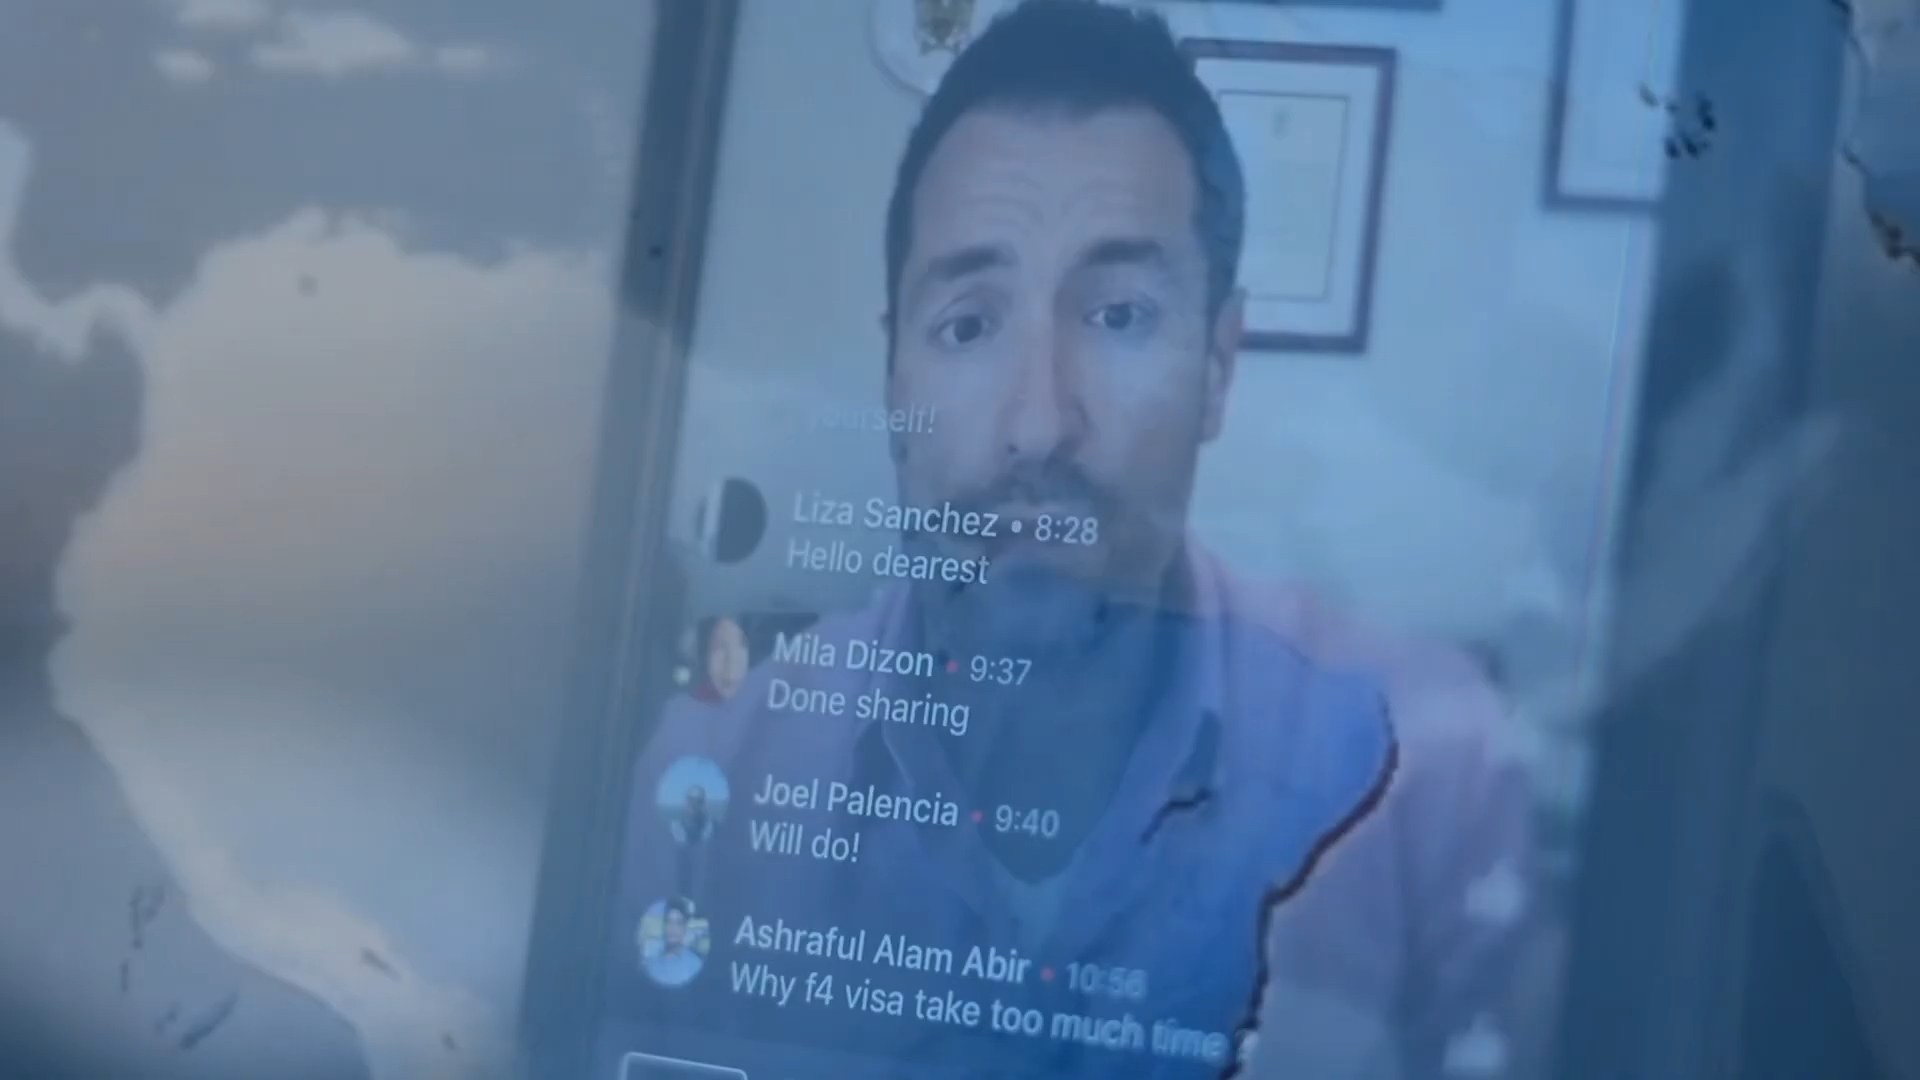 yourself!
Liza Sanchez • 8:28
Hello dearest
Mila Dizon • 9:37
Done sharing
Joel Palencia • 9:40
Will do!
Ashraful Alam Abir • 10:56
Why f4 visa take too much time